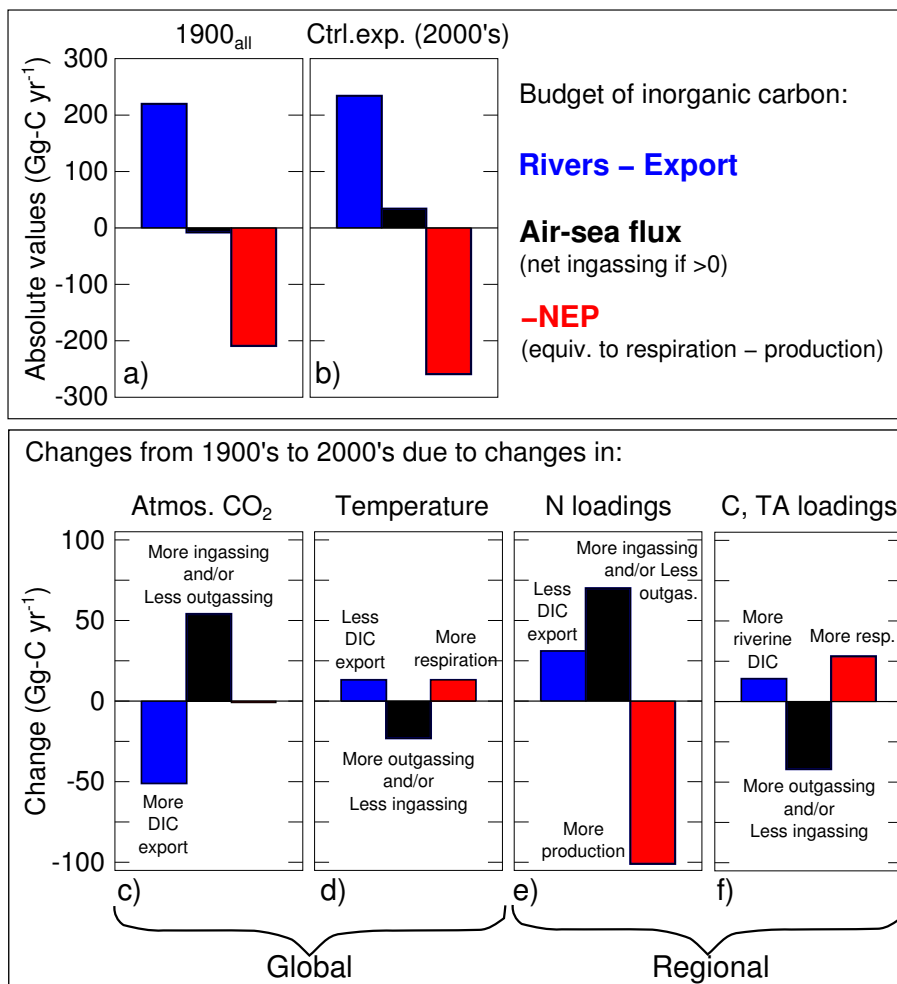 1900all
Ctrl.exp. (2000's)
Absolute values (Gg-C yr-1)
300
200
100
0
-100
-200
-300
a)
b)
Budget of inorganic carbon:
Rivers − Export
Air-sea flux
(net ingassing if >0)
−NEP
(equiv. to respiration − production)
Changes from 1900's to 2000's due to changes in:
Atmos. CO2
Temperature
N loadings
C, TA loadings
Change (Gg-C yr-1)
100
50
0
-50
-100
More ingassing
and/or
Less outgassing
More
DIC
export
c)
Less
DIC
export
More
respiration
More outgassing
and/or
Less ingassing
d)
More ingassing
and/or Less
outgas.
Less
DIC
export
More
production
e)
More
riverine
DIC
More resp.
More outgassing
and/or
Less ingassing
f)
Global
Regional